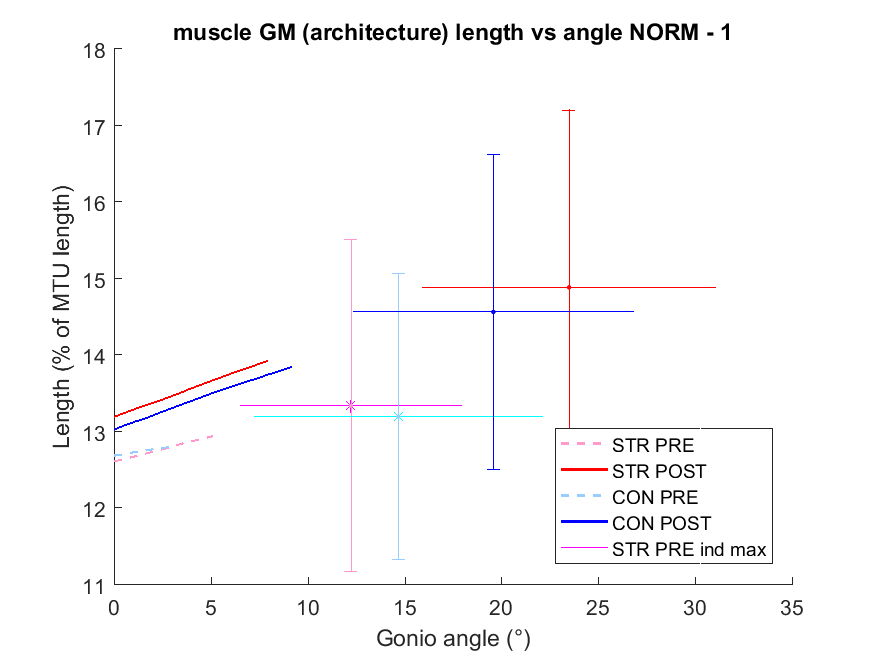 muscle GM (architecture) length vs angle NORM - 1
18
17
16
15
14
13
12
11
Length (% of MTU length)
0
5
10
15
20
25
30
35
Gonio angle (°)
STR PRE
STR POST
CON PRE
CON POST
STR PRE ind max